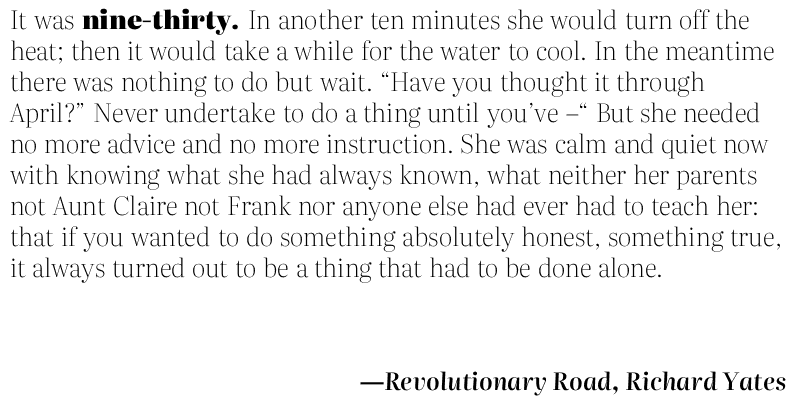 It was nine-thirty. In another ten minutes she would turn off the
heat; then it would take a while for the water to cool. In the meantime
there was nothing to do but wait. “Have you thought it through
April?” Never undertake to do a thing until you’ve –“ But she needed
no more advice and no more instruction. She was calm and quiet now
with knowing what she had always known, what neither her parents
not Aunt Claire not Frank nor anyone else had ever had to teach her:
that if you wanted to do something absolutely honest, something true,
it always turned out to be a thing that had to be done alone.
—Revolutionary Road, Richard Yates